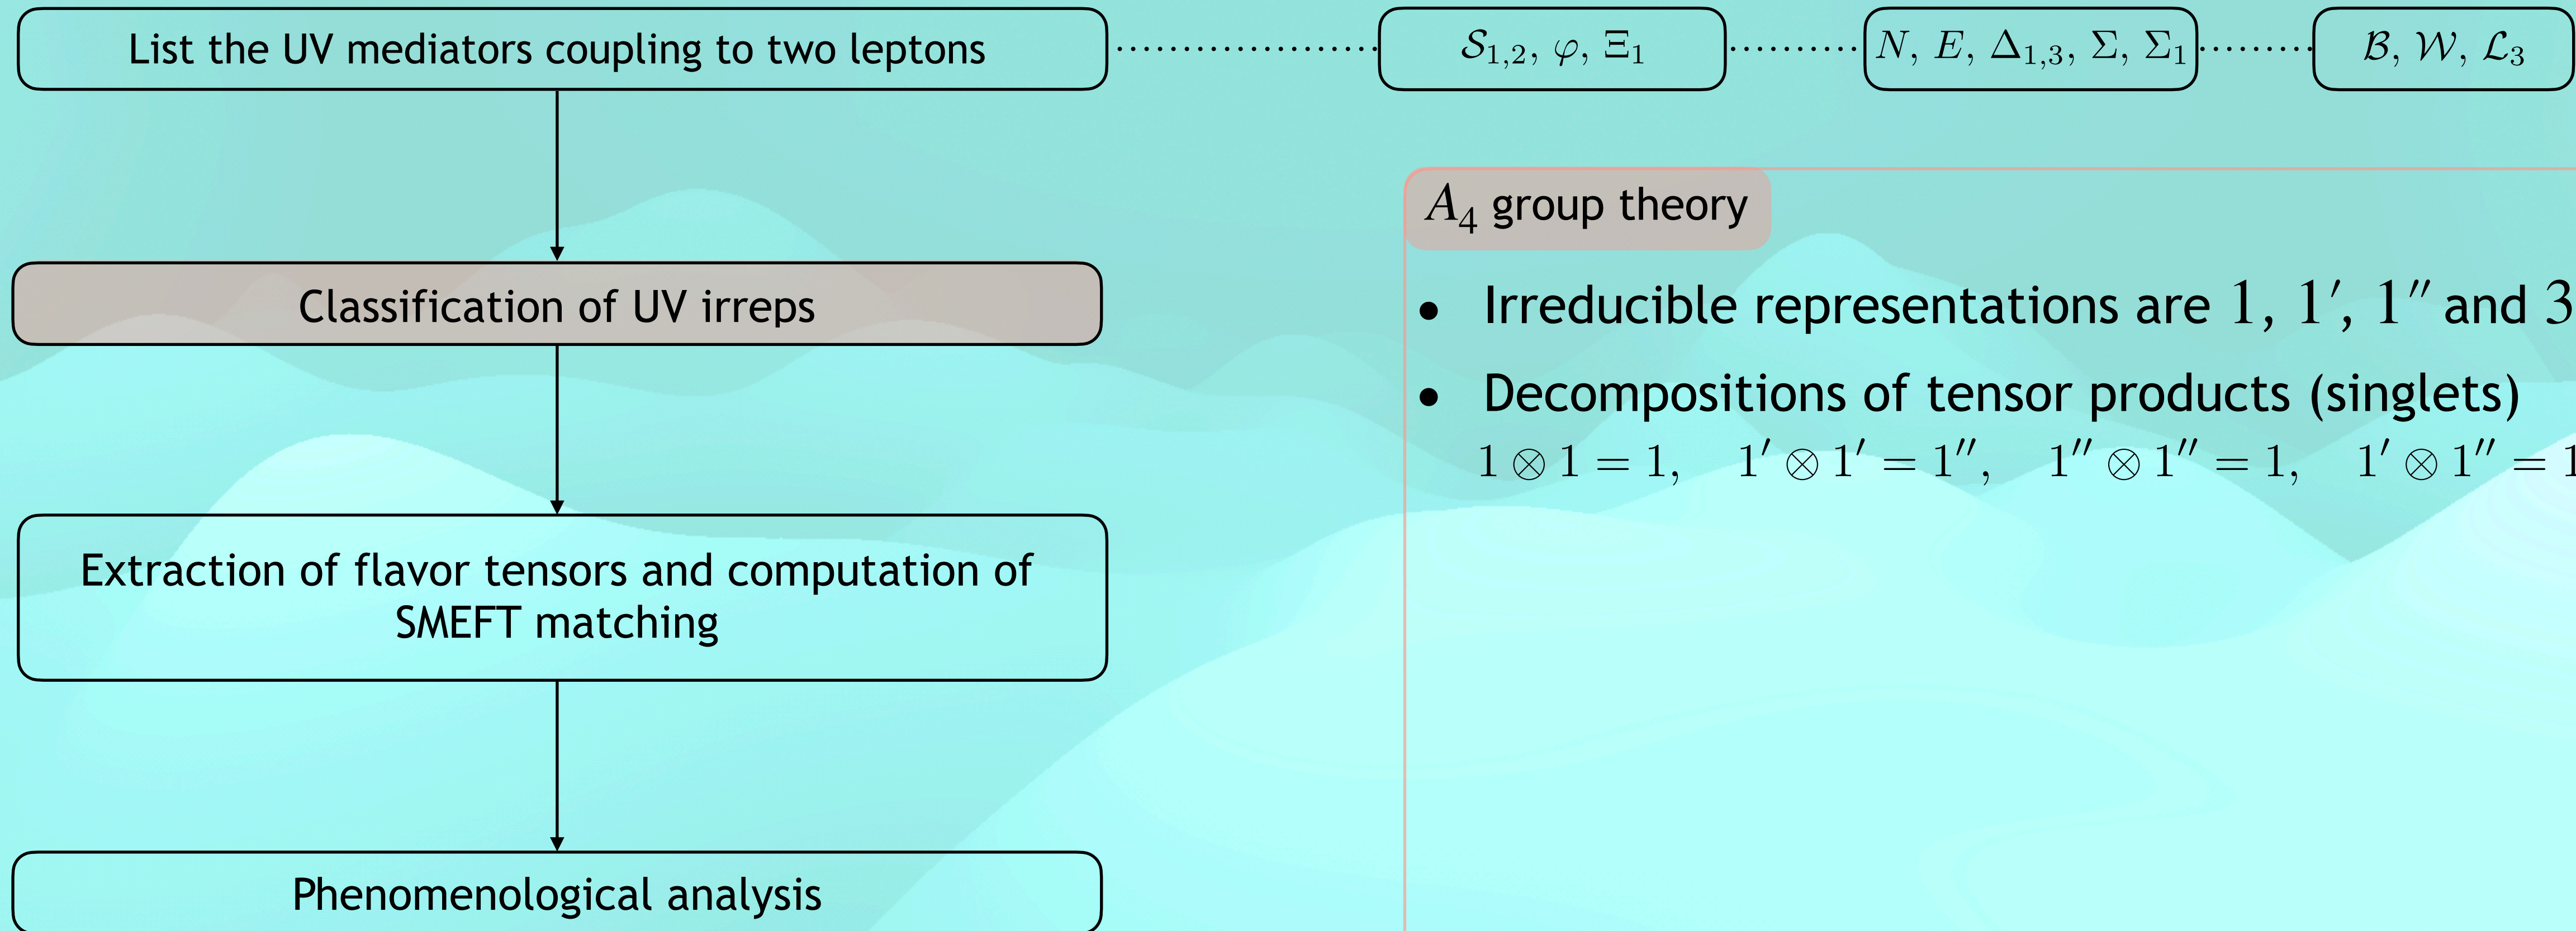 List the UV mediators coupling to two leptons
𝒮₁,₂, φ, Ξ₁
N, E, Δ₁,₃, Σ, Σ₁
ℬ, 𝒲, ℒ₃
Classification of UV irreps
Extraction of flavor tensors and computation of
SMEFT matching
Phenomenological analysis
A₄ group theory
• Irreducible representations are 1, 1′, 1″ and 3
• Decompositions of tensor products (singlets)
1 ⊗ 1 = 1, 1′ ⊗ 1′ = 1″, 1″ ⊗ 1″ = 1, 1′ ⊗ 1″ = 1